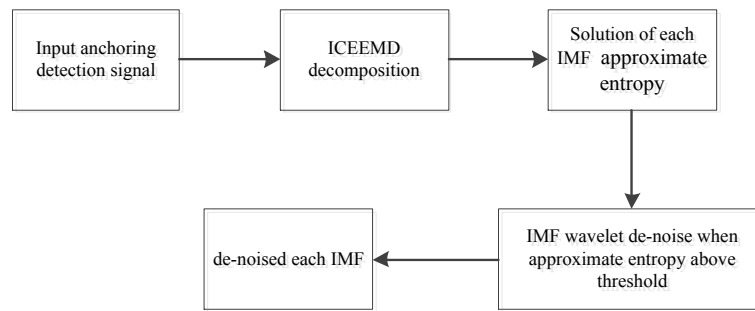 Input anchoring
detection signal
ICEEMD
decomposition
Solution of each
IMF approximate
entropy
IMF wavelet de-noise when
approximate entropy above
threshold
de-noised each IMF